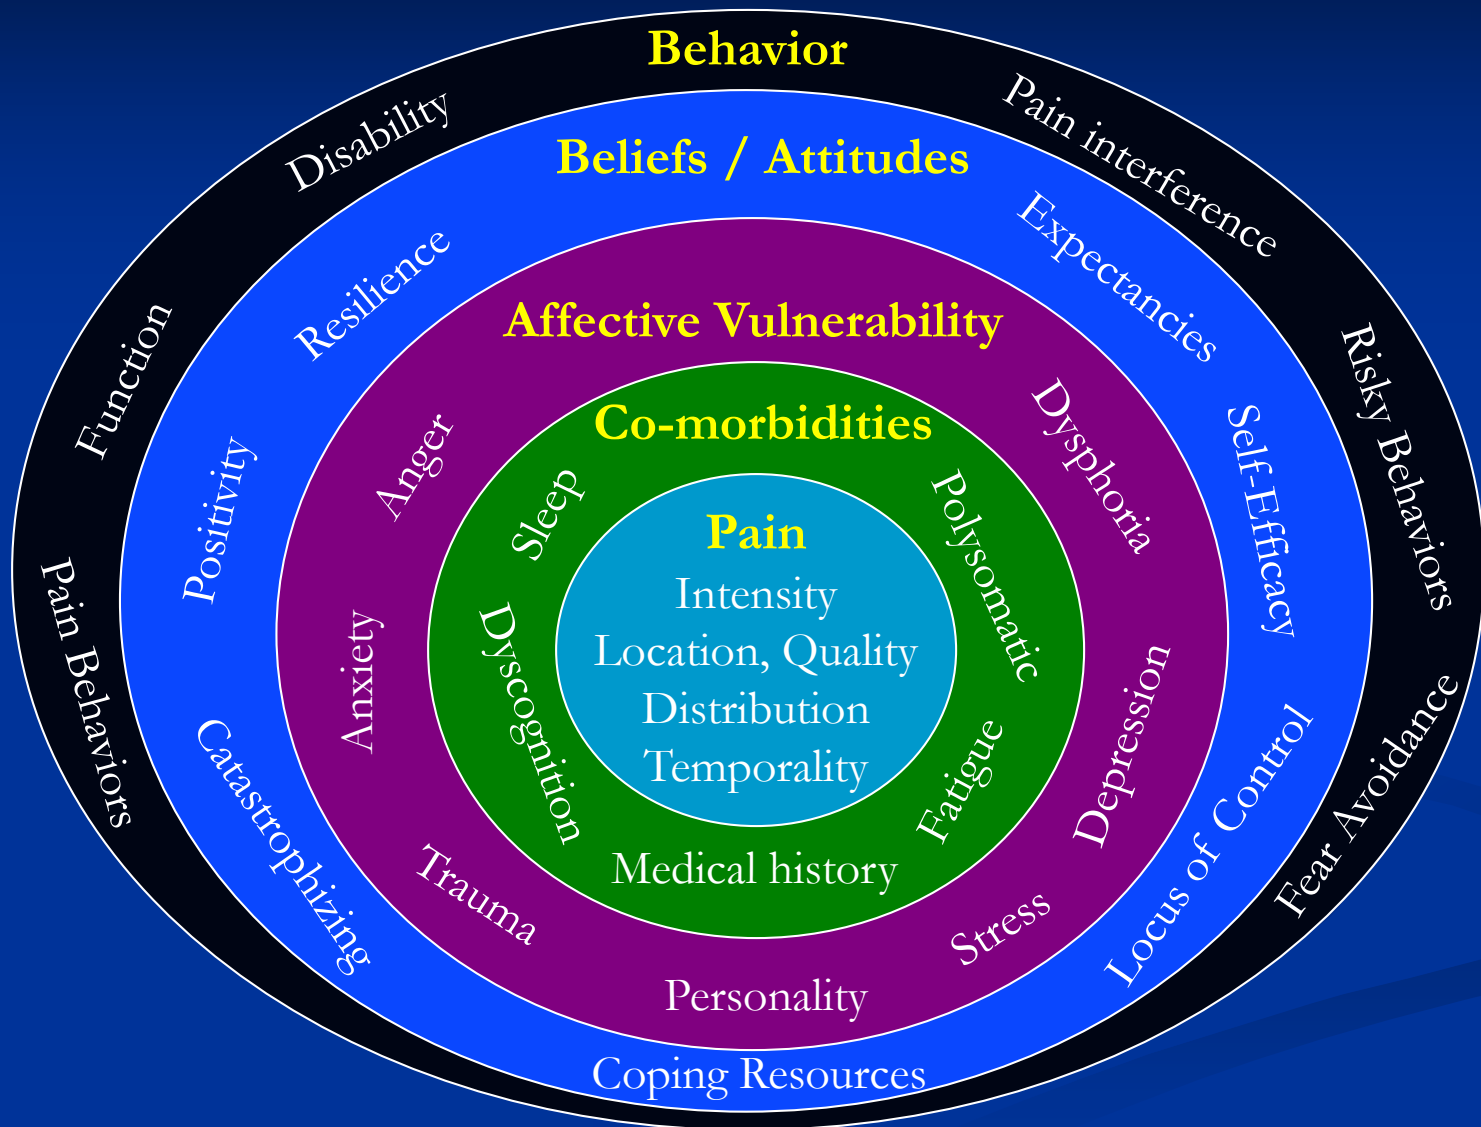 Behavior
Disability
Pain interference
Function
Risky Behaviors
Pain Behaviors
Fear Avoidance
Beliefs / Attitudes
Resilience
Expectancies
Positivity
Self-Efficacy
Catastrophizing
Locus of Control
Coping Resources
Affective Vulnerability
Anger
Dysphoria
Anxiety
Depression
Trauma
Stress
Personality
Co-morbidities
Sleep
Polysomatic
Dyscognition
Fatigue
Medical history
Pain
Intensity
Location, Quality
Distribution
Temporality